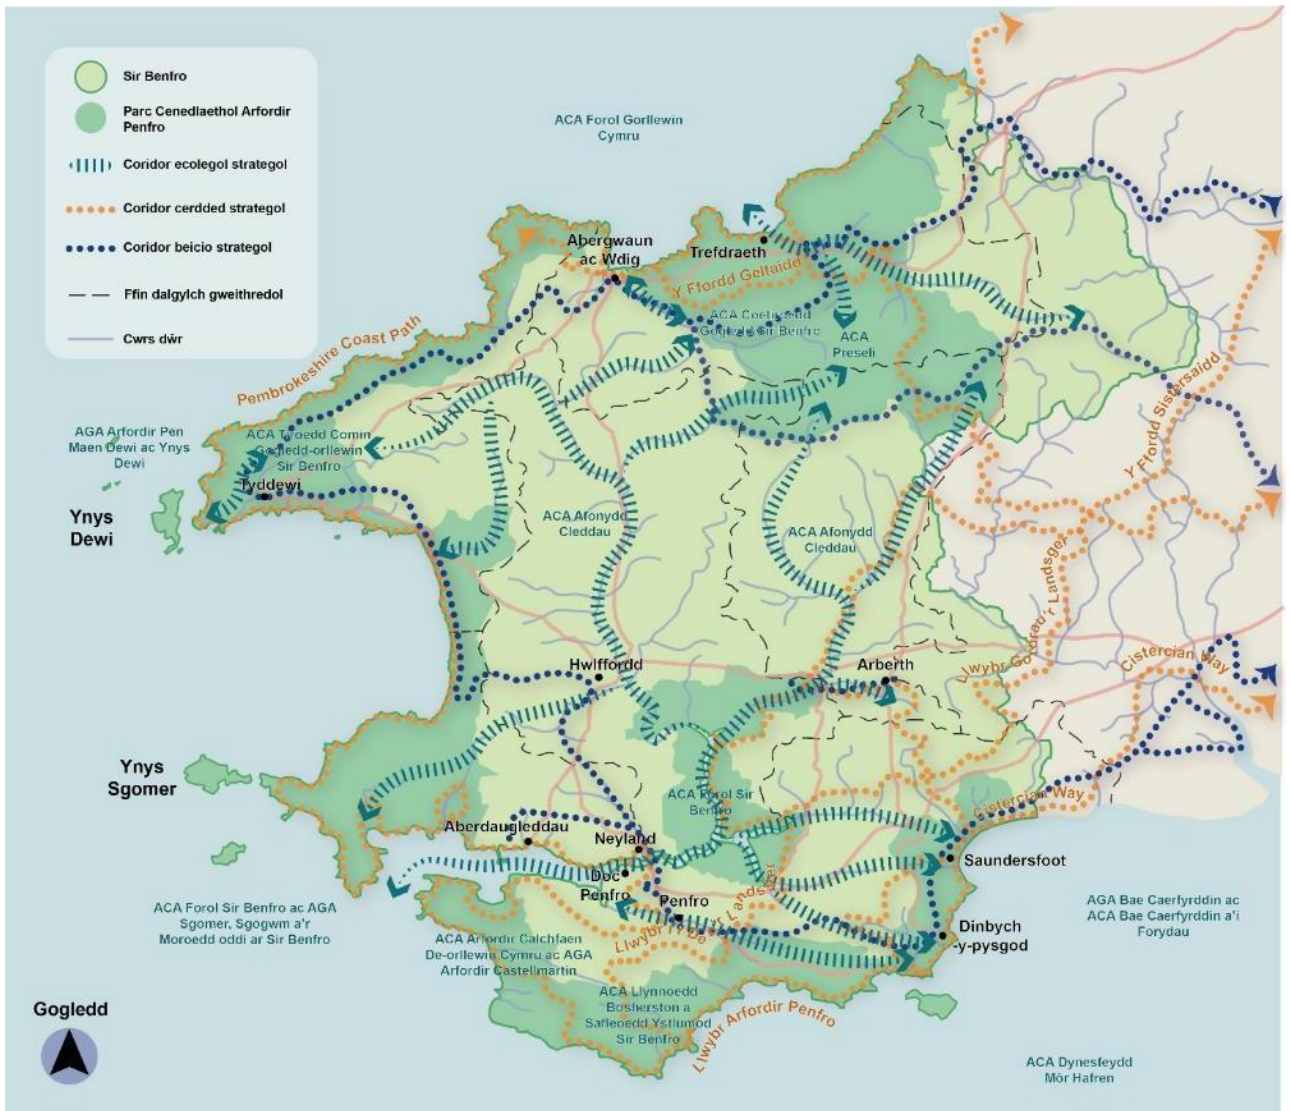 Sir Benfro
Parc Cenedlaethol Arfordir
Penfro
Coridor ecolegol strategol
Coridor cerdded strategol
Coridor beicio strategol
Ffin dalgylch gweithredol
Cwrs dŵr
ACA Forol Gorllewin
Cymru
Abergwaun
ac Wdig
Trefdraeth
Y Ffordd Geltaidd
ACA Coetiroedd
Gogledd Sir Benfro
ACA
Preseli
Pembrokeshire Coast Path
Y Ffordd Sistersaidd
AGA Arfordir Pen
Maen Dewi ac Ynys
Dewi
ACA Tiroedd Comin
Gogledd-orllewin
Sir Benfro
Tyddewi
Ynys
Dewi
ACA Afonydd
Cleddau
ACA Afonydd
Cleddau
Llwybr Gororau'r Landsger
Hwlffordd
Arberth
Cistercian Way
Ynys
Sgomer
ACA Forol Sir
Benfro
Cistercian Way
Aberdaugleddau
Neyland
Saundersfoot
Doc
Penfro
Penfro
ACA Forol Sir Benfro ac AGA
Sgomer, Sgogwm a'r
Moroedd oddi ar Sir Benfro
Llwybr Landsger
AGA Bae Caerfyrddin ac
ACA Bae Caerfyrddin a'i
Forydau
Dinbych
-y-pysgod
ACA Arfordir Calchfaen
De-orllewin Cymru ac AGA
Arfordir Castellmartin
ACA Llynnoedd
Bosherston a
Safleoedd Ystlumod
Sir Benfro
Llwybr Arfordir Penfro
Gogledd
ACA Dynesfeydd
Môr Hafren